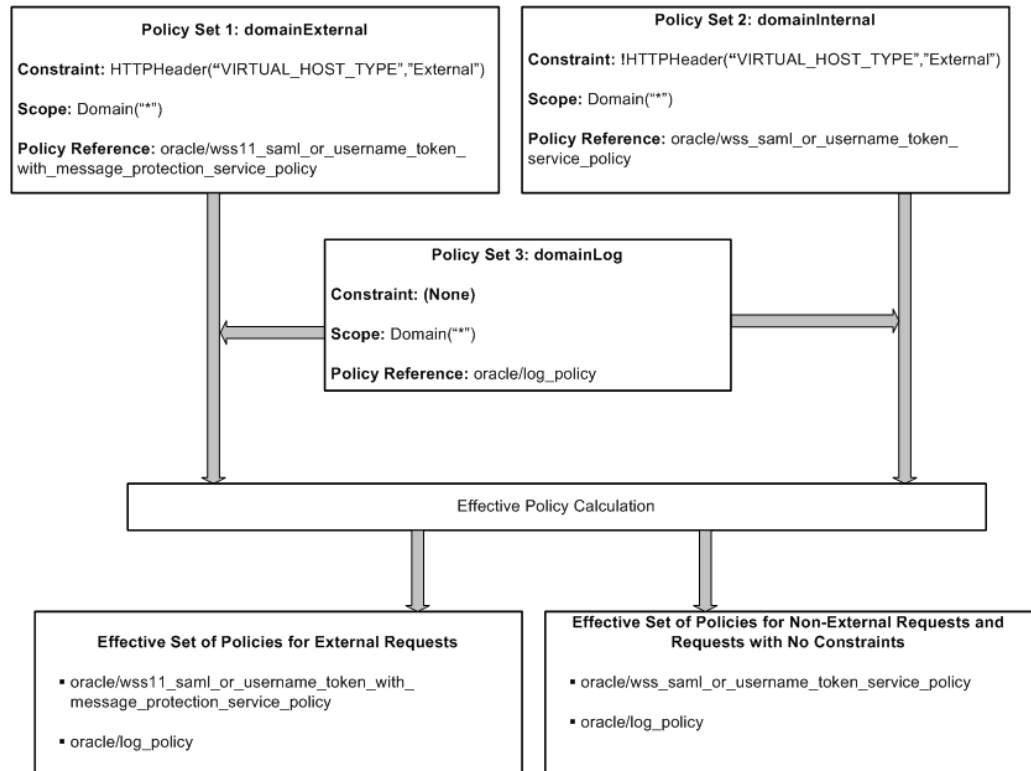 Policy Set 1: domainExternal
Constraint: HTTPHeader(“VIRTUAL_HOST_TYPE”,”External”)
Scope: Domain(“*”)
Policy Reference: oracle/wss11_saml_or_username_token_
with_message_protection_service_policy
Policy Set 2: domainInternal
Constraint: !HTTPHeader(“VIRTUAL_HOST_TYPE”,”External”)
Scope: Domain(“*”)
Policy Reference: oracle/wss_saml_or_username_token_
service_policy
Policy Set 3: domainLog
Constraint: (None)
Scope: Domain(“*”)
Policy Reference: oracle/log_policy
Effective Policy Calculation
Effective Set of Policies for External Requests
▪ oracle/wss11_saml_or_username_token_with_
message_protection_service_policy
▪ oracle/log_policy
Effective Set of Policies for Non-External Requests and
Requests with No Constraints
▪ oracle/wss_saml_or_username_token_service_policy
▪ oracle/log_policy